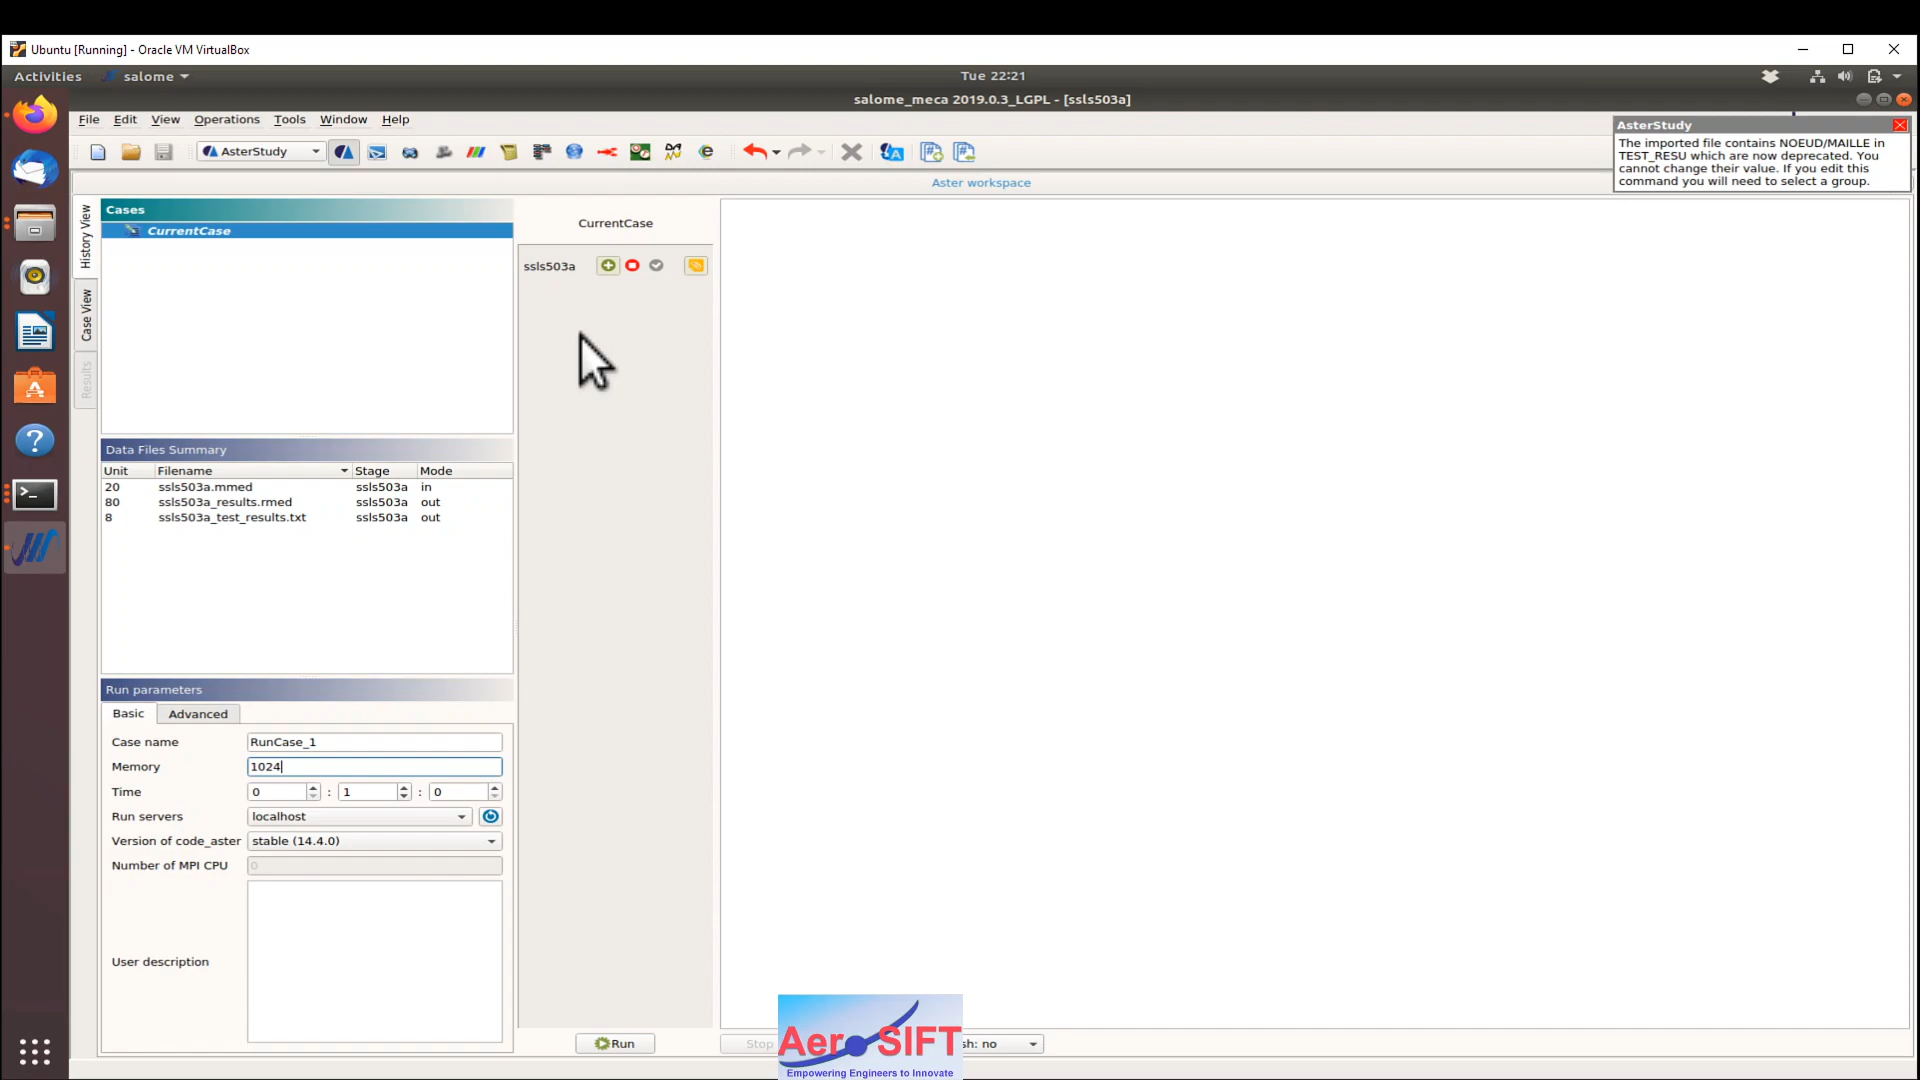 Ubuntu [Running] - Oracle VM VirtualBox
Activities salome Tue 22:21
salome_meca 2019.0.3_LGPL - [ssls503a]
File Edit View Operations Tools Window Help
AsterStudy
AsterStudy
The imported file contains NOEUD/MAILLE in
TEST_RESU which are now deprecated. You
cannot change their value. If you edit this
command you will need to select a group.
Aster workspace
History View
Case View
Results
Cases
CurrentCase
CurrentCase
ssls503a
Data Files Summary
Unit Filename Stage Mode
20 ssls503a.mmed ssls503a in
80 ssls503a_results.rmed ssls503a out
8 ssls503a_test_results.txt ssls503a out
Run parameters
Basic Advanced
Case name RunCase_1
Memory 1024
Time 0 : 1 : 0
Run servers localhost
Version of code_aster stable (14.4.0)
Number of MPI CPU 0
User description
Run
Stop
sh: no
AeroSIFT
Empowering Engineers to Innovate